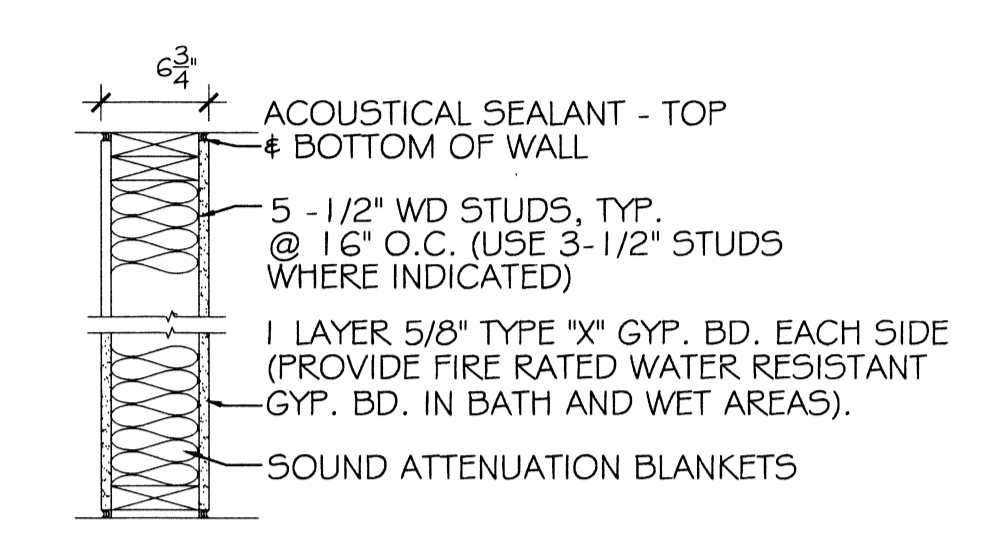 6 3/4"
ACOUSTICAL SEALANT - TOP
& BOTTOM OF WALL
5 -1/2" WD STUDS, TYP.
@ 16" O.C. (USE 3-1/2" STUDS
WHERE INDICATED)
1 LAYER 5/8" TYPE "X" GYP. BD. EACH SIDE
(PROVIDE FIRE RATED WATER RESISTANT
GYP. BD. IN BATH AND WET AREAS).
SOUND ATTENUATION BLANKETS